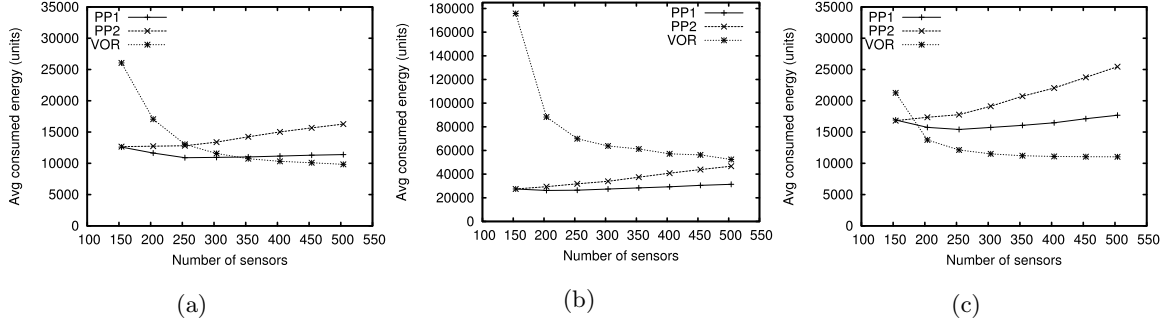 Avg consumed energy (units)
35000
30000
25000
20000
15000
10000
5000
0
PP1
PP2
VOR
100 150 200 250 300 350 400 450 500 550
Number of sensors
(a)
Avg consumed energy (units)
180000
160000
140000
120000
100000
80000
60000
40000
20000
0
PP1
PP2
VOR
100 150 200 250 300 350 400 450 500 550
Number of sensors
(b)
Avg consumed energy (units)
35000
30000
25000
20000
15000
10000
5000
0
PP1
PP2
VOR
100 150 200 250 300 350 400 450 500 550
Number of sensors
(c)